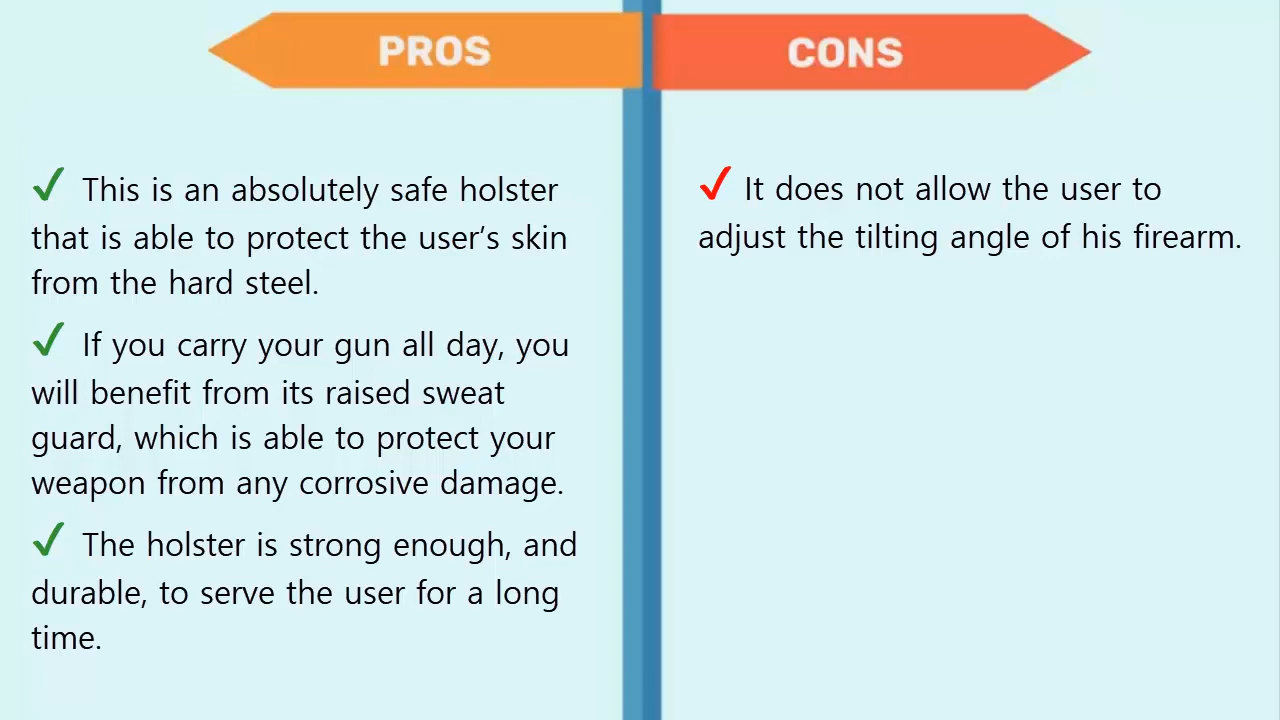 PROS
This is an absolutely safe holster
that is able to protect the user’s skin
from the hard steel.
If you carry your gun all day, you
will benefit from its raised sweat
guard, which is able to protect your
weapon from any corrosive damage.
The holster is strong enough, and
durable, to serve the user for a long
time.
CONS
It does not allow the user to
adjust the tilting angle of his firearm.